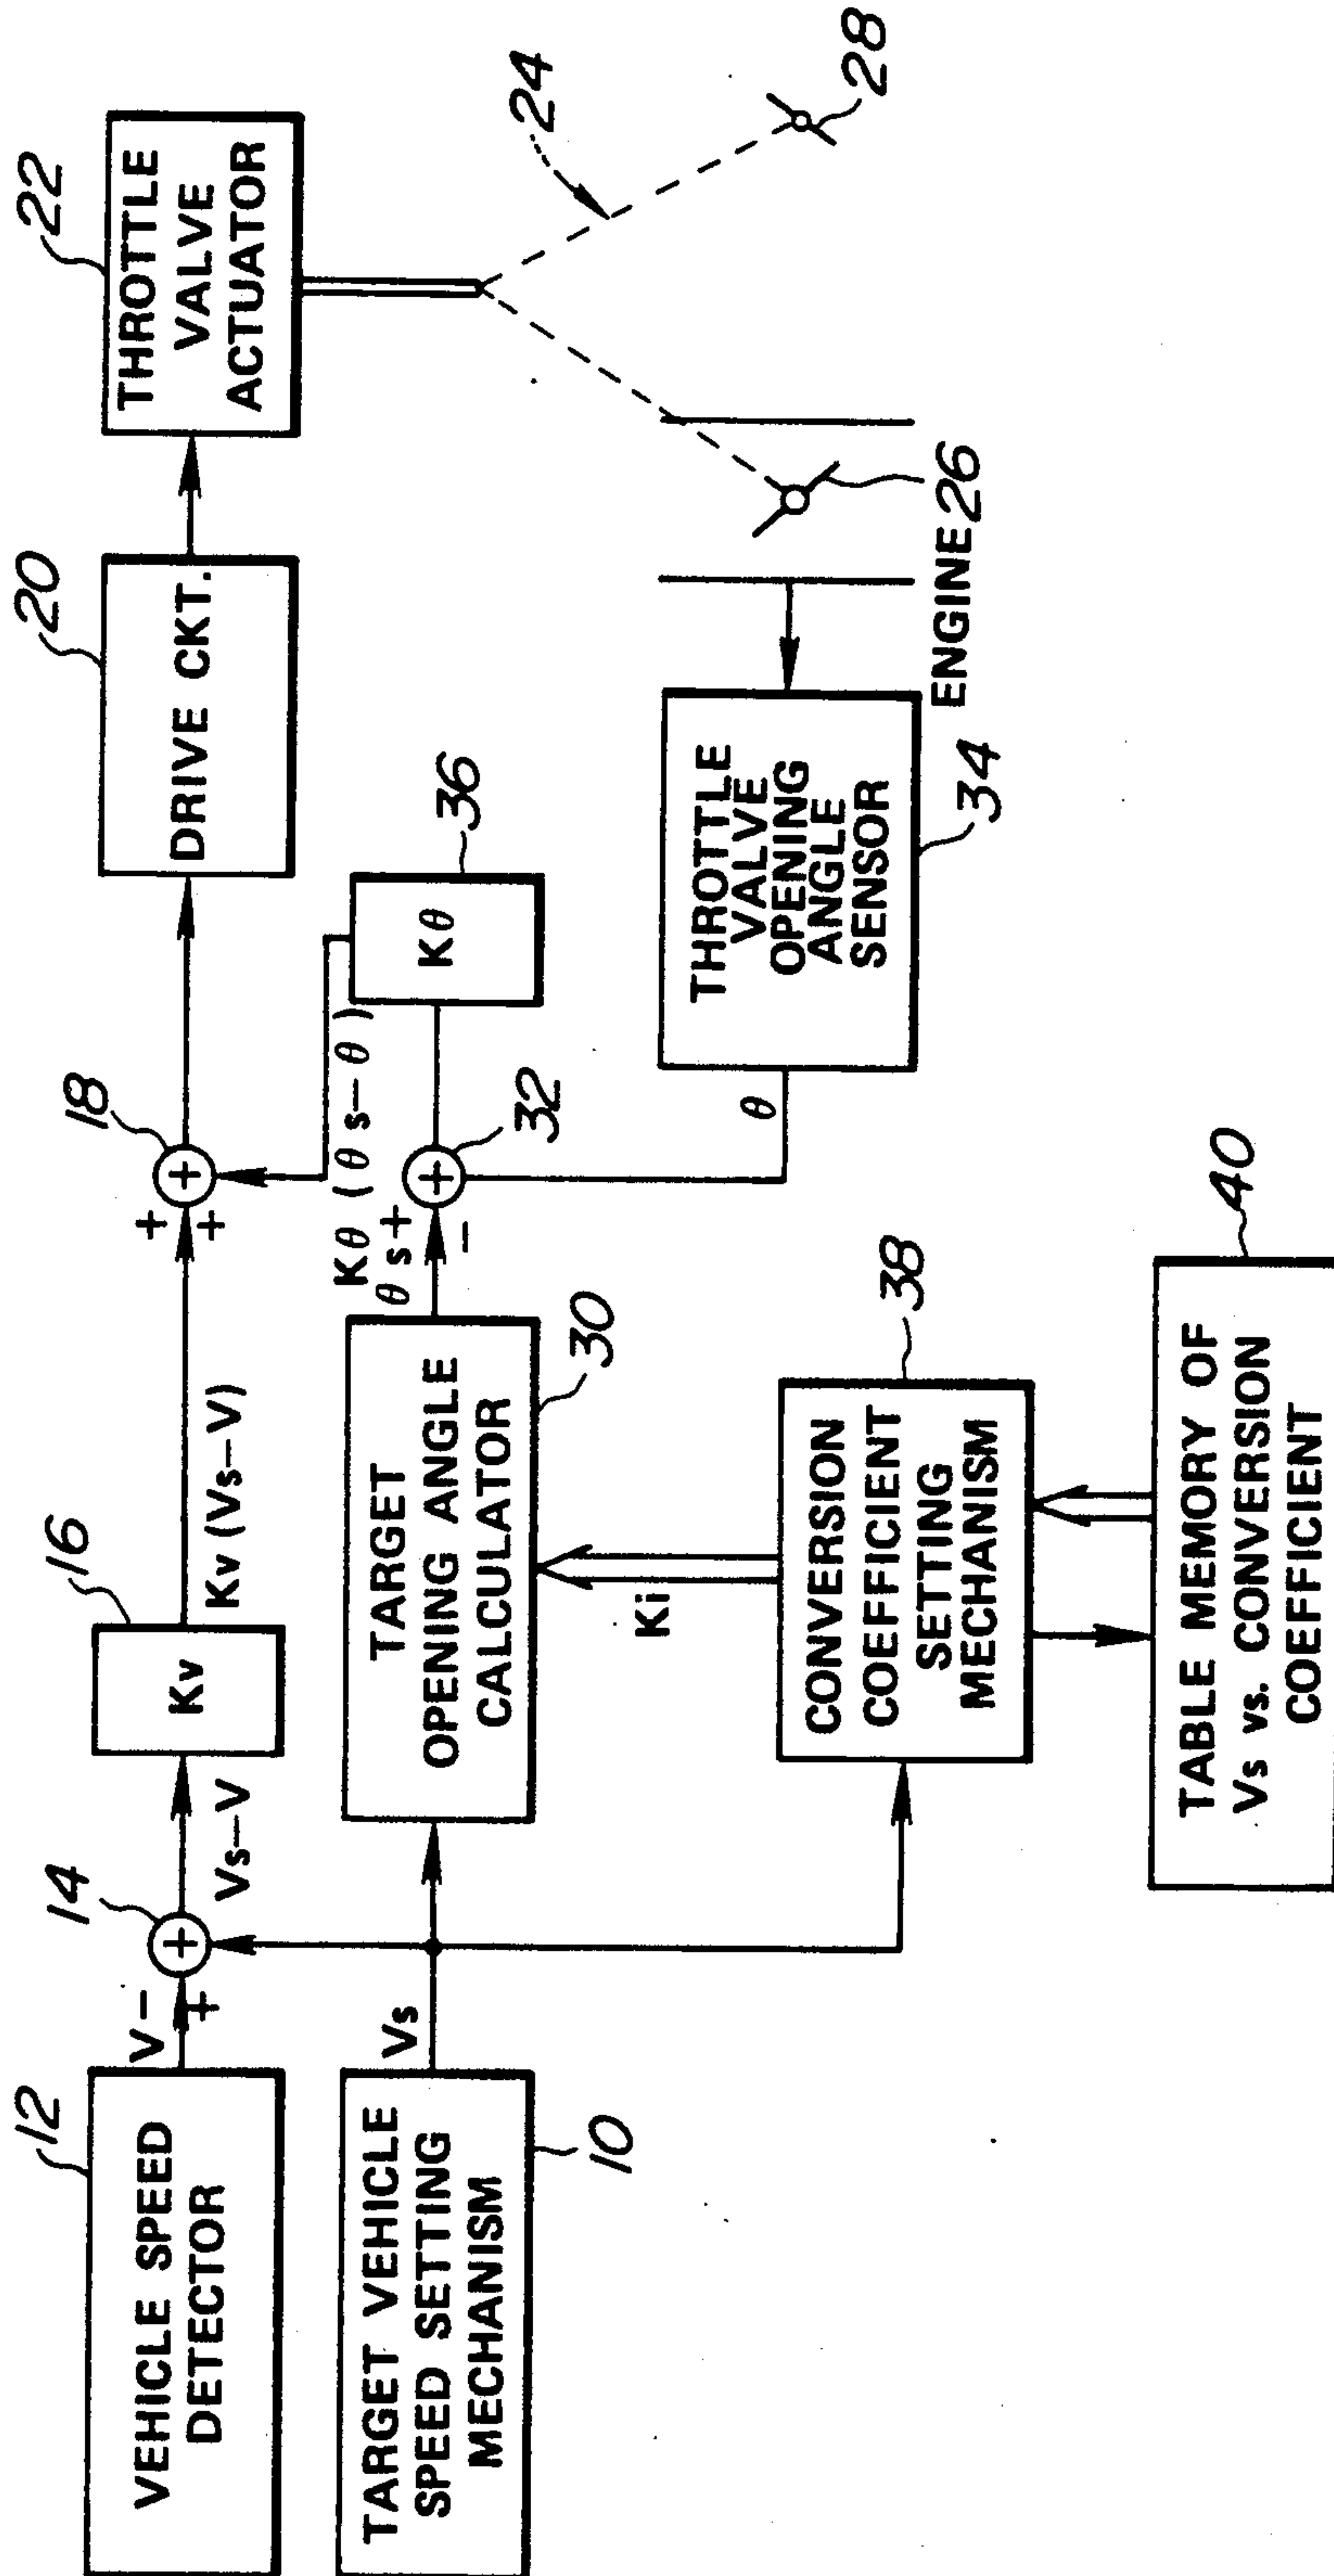 12
VEHICLE SPEED
DETECTOR
V
−
+
14
+
Vs—V
16
Kv
Kv (Vs—V)
18
+
+
+
20
DRIVE CKT.
22
THROTTLE
VALVE
ACTUATOR
TARGET VEHICLE
SPEED SETTING
MECHANISM
10
Vs
TARGET
OPENING ANGLE
CALCULATOR
30
Kθ (θs—θ)
θs
+
−
+
32
Kθ
36
24
28
26
ENGINE
THROTTLE
VALVE
OPENING
ANGLE
SENSOR
34
θ
Ki
38
CONVERSION
COEFFICIENT
SETTING
MECHANISM
40
TABLE MEMORY OF
Vs vs. CONVERSION
COEFFICIENT